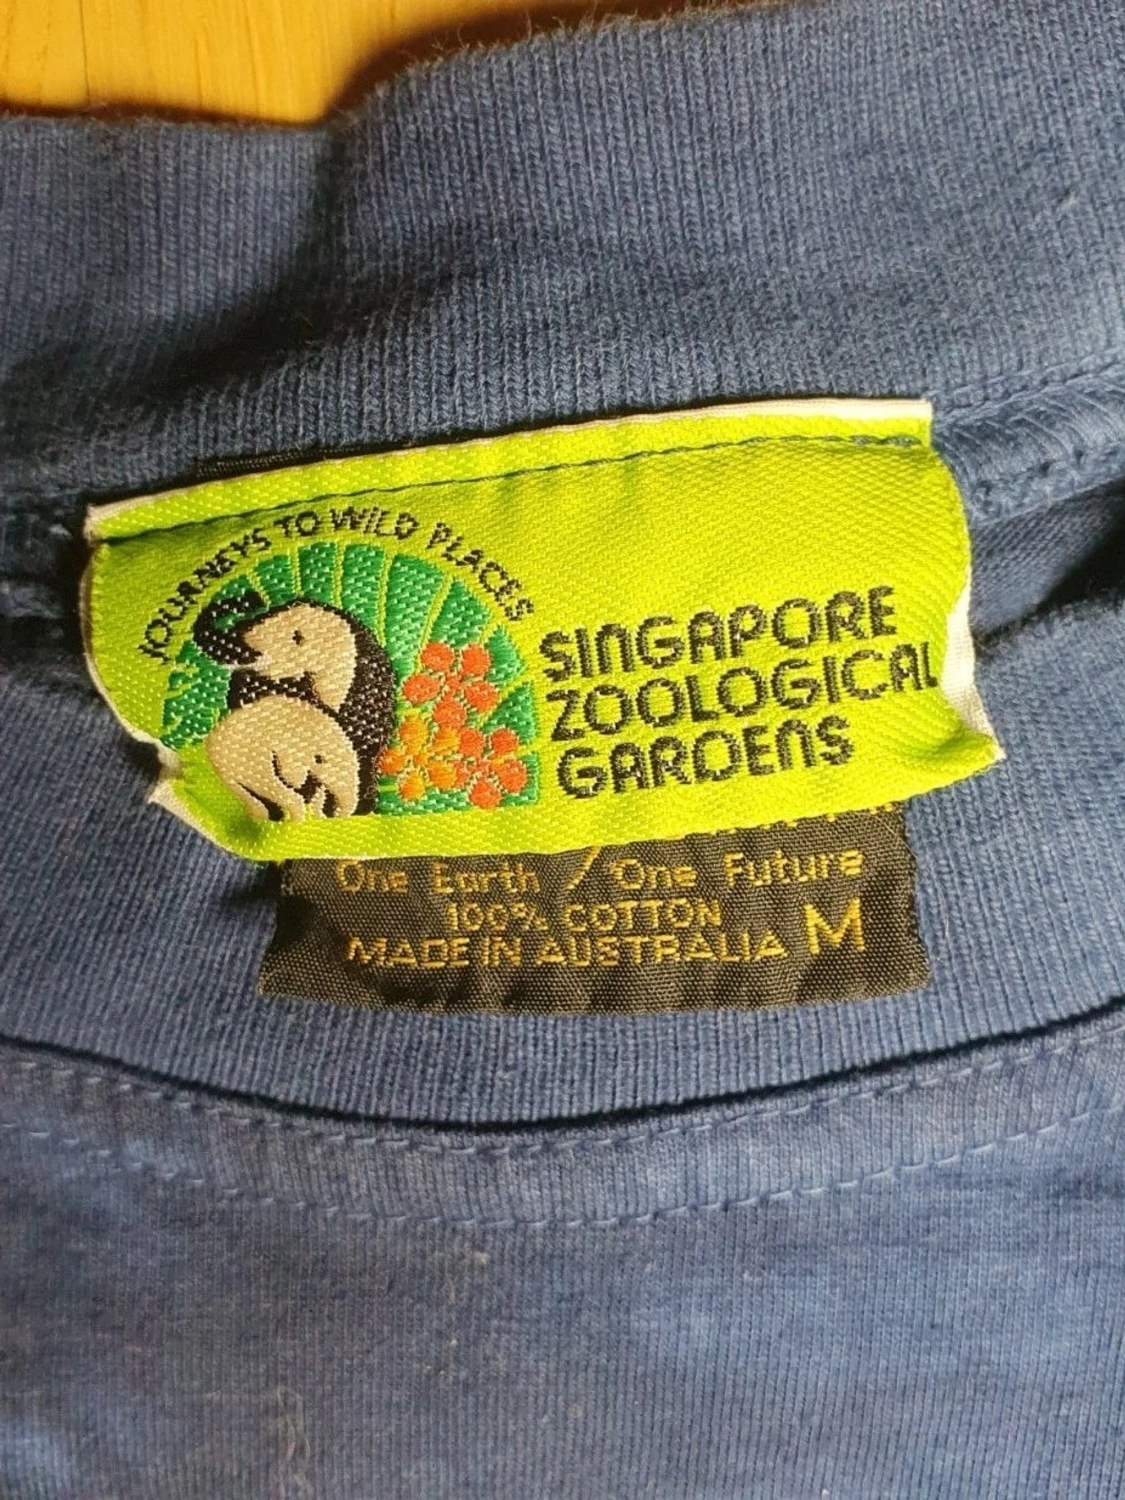 JOURNEYS TO WILD PLACES
SINGAPORE
ZOOLOGICAL
GARDENS
One Earth / One Future
100% COTTON
MADE IN AUSTRALIA M